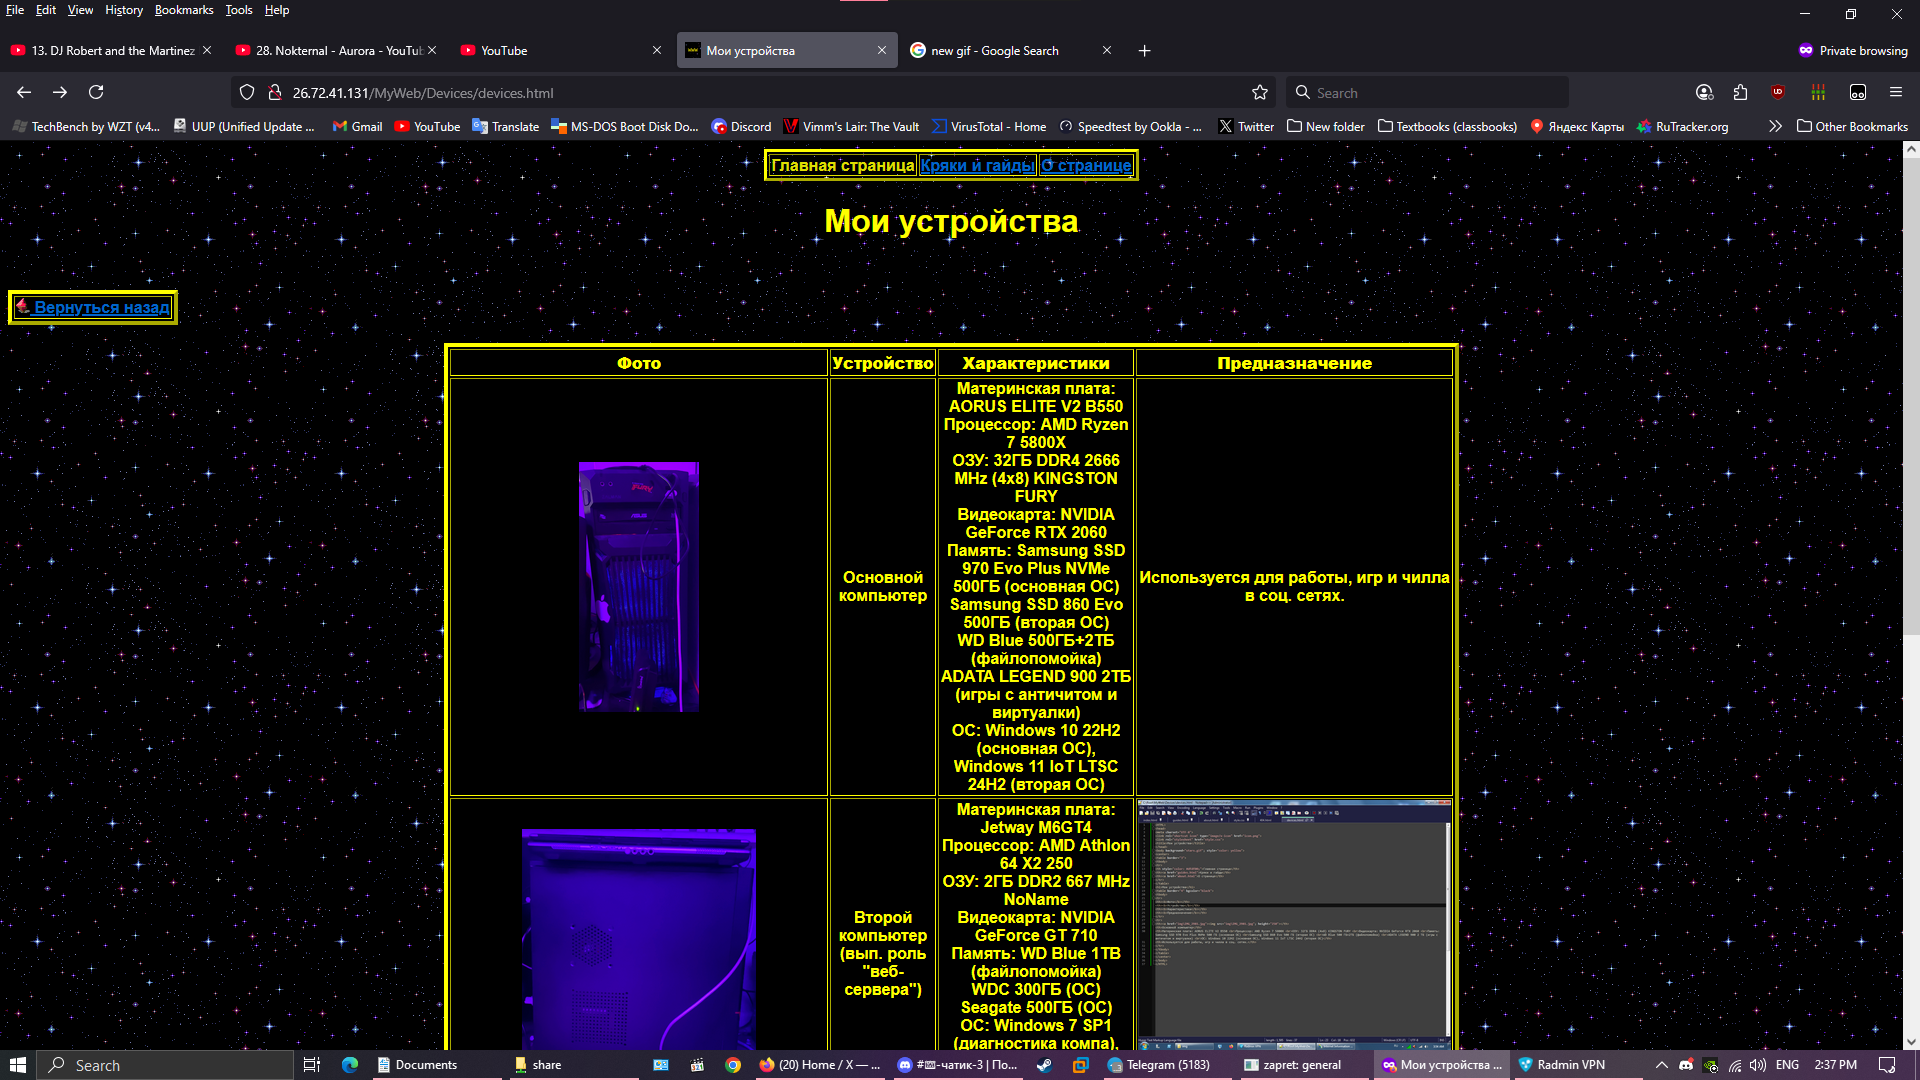 File Edit View History Bookmarks Tools Help
13. DJ Robert and the Martinez
28. Nokternal - Aurora - YouTub
YouTube
Мои устройства
new gif - Google Search
Private browsing
26.72.41.131/MyWeb/Devices/devices.html
Search
TechBench by WZT (v4...
UUP (Unified Update ...
Gmail
YouTube
Translate
MS-DOS Boot Disk Do...
Discord
Vimm's Lair: The Vault
VirusTotal - Home
Speedtest by Ookla - ...
Twitter
New folder
Textbooks (classbooks)
Яндекс Карты
RuTracker.org
Other Bookmarks
Главная страница Кряки и гайды О странице
Мои устройства
Вернуться назад
Фото Устройство Характеристики Предназначение
Основной
компьютер
Материнская плата:
AORUS ELITE V2 B550
Процессор: AMD Ryzen
7 5800X
ОЗУ: 32ГБ DDR4 2666
MHz (4x8) KINGSTON
FURY
Видеокарта: NVIDIA
GeForce RTX 2060
Память: Samsung SSD
970 Evo Plus NVMe
500ГБ (основная ОС)
Samsung SSD 860 Evo
500ГБ (вторая ОС)
WD Blue 500ГБ+2ТБ
(файлопомойка)
ADATA LEGEND 900 2ТБ
(игры с античитом и
виртуалки)
ОС: Windows 10 22H2
(основная ОС),
Windows 11 IoT LTSC
24H2 (вторая ОС)
Используется для работы, игр и чилла
в соц. сетях.
Второй
компьютер
(вып. роль
"веб-
сервера")
Материнская плата:
Jetway M6GT4
Процессор: AMD Athlon
64 X2 250
ОЗУ: 2ГБ DDR2 667 MHz
NoName
Видеокарта: NVIDIA
GeForce GT 710
Память: WD Blue 1ТВ
(файлопомойка)
WDC 300ГБ (ОС)
Seagate 500ГБ (ОС)
ОС: Windows 7 SP1
(диагностика компа),
Search
Documents
share
(20) Home / X — ...
Telegram (5183)
zapret: general
Мои устройства ...
Radmin VPN
ENG
2:37 PM